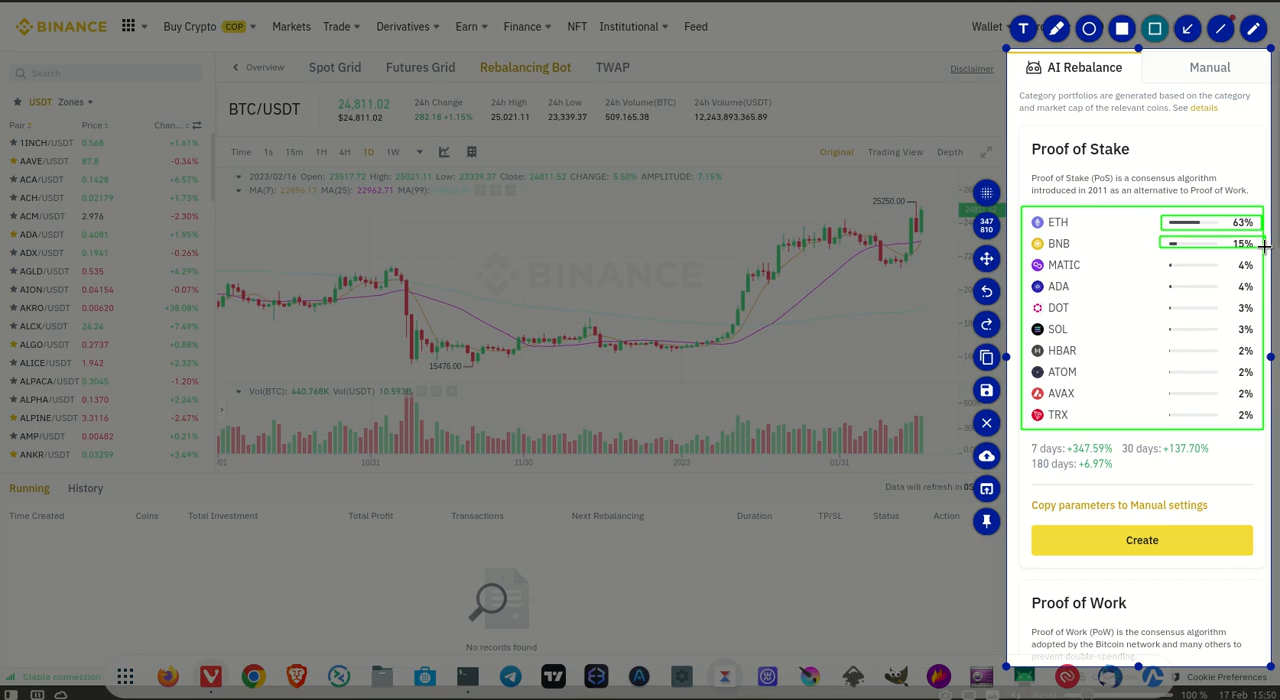 BINANCE
Buy Crypto COP Markets Trade Derivatives Earn Finance NFT Institutional Feed Wallet
Search
USDT Zones
Pair Price Chan...
1INCH/USDT 0.568 +1.61%
AAVE/USDT 87.8 -0.34%
ACA/USDT 0.1428 +6.57%
ACH/USDT 0.02179 +1.73%
ACM/USDT 2.976 -2.30%
ADA/USDT 0.4081 +1.95%
ADX/USDT 0.1941 -0.26%
AGLD/USDT 0.535 +4.29%
AION/USDT 0.04154 -0.07%
AKRO/USDT 0.00620 +38.08%
ALCX/USDT 24.24 +7.49%
ALGO/USDT 0.2737 +0.88%
ALICE/USDT 1.942 +2.32%
ALPACA/USDT 0.3045 -1.20%
ALPHA/USDT 0.1370 +2.24%
ALPINE/USDT 3.3116 -2.47%
AMP/USDT 0.00482 +0.21%
ANKR/USDT 0.03259 +3.49%
Overview Spot Grid Futures Grid Rebalancing Bot TWAP Disclaimer
BTC/USDT 24,811.02 $24,811.02
24h Change 282.18 +1.15%
24h High 25,021.11
24h Low 23,339.37
24h Volume(BTC) 509,165.38
24h Volume(USDT) 12,243,893,365.89
Time 1s 15m 1H 4H 1D 1W Original Trading View Depth
2023/02/16 Open: 23517.72 High: 25021.11 Low: 23339.37 Close: 24811.52 CHANGE: 5.50% AMPLITUDE: 7.15%
MA(7): 22896.17 MA(25): 22962.71 MA(99):
25250.00
BINANCE
15476.00
Vol(BTC): 440.768K Vol(USDT) 10.593B
/01 10/31 11/30 2023 01/31
347
810
Running History Data will refresh in 05
Time Created Coins Total Investment Total Profit Transactions Next Rebalancing Duration TP/SL Status Action
No records found
T
AI Rebalance Manual
Category portfolios are generated based on the category
and market cap of the relevant coins. See details
Proof of Stake
Proof of Stake (PoS) is a consensus algorithm
introduced in 2011 as an alternative to Proof of Work.
ETH 63%
BNB 15%
MATIC 4%
ADA 4%
DOT 3%
SOL 3%
HBAR 2%
ATOM 2%
AVAX 2%
TRX 2%
7 days: +347.59% 30 days: +137.70%
180 days: +6.97%
Copy parameters to Manual settings
Create
Proof of Work
Proof of Work (PoW) is the consensus algorithm
adopted by the Bitcoin network and many others to
prevent double-spending.
Stable connection Cookie Preferences
100 % 17 Feb 15:50